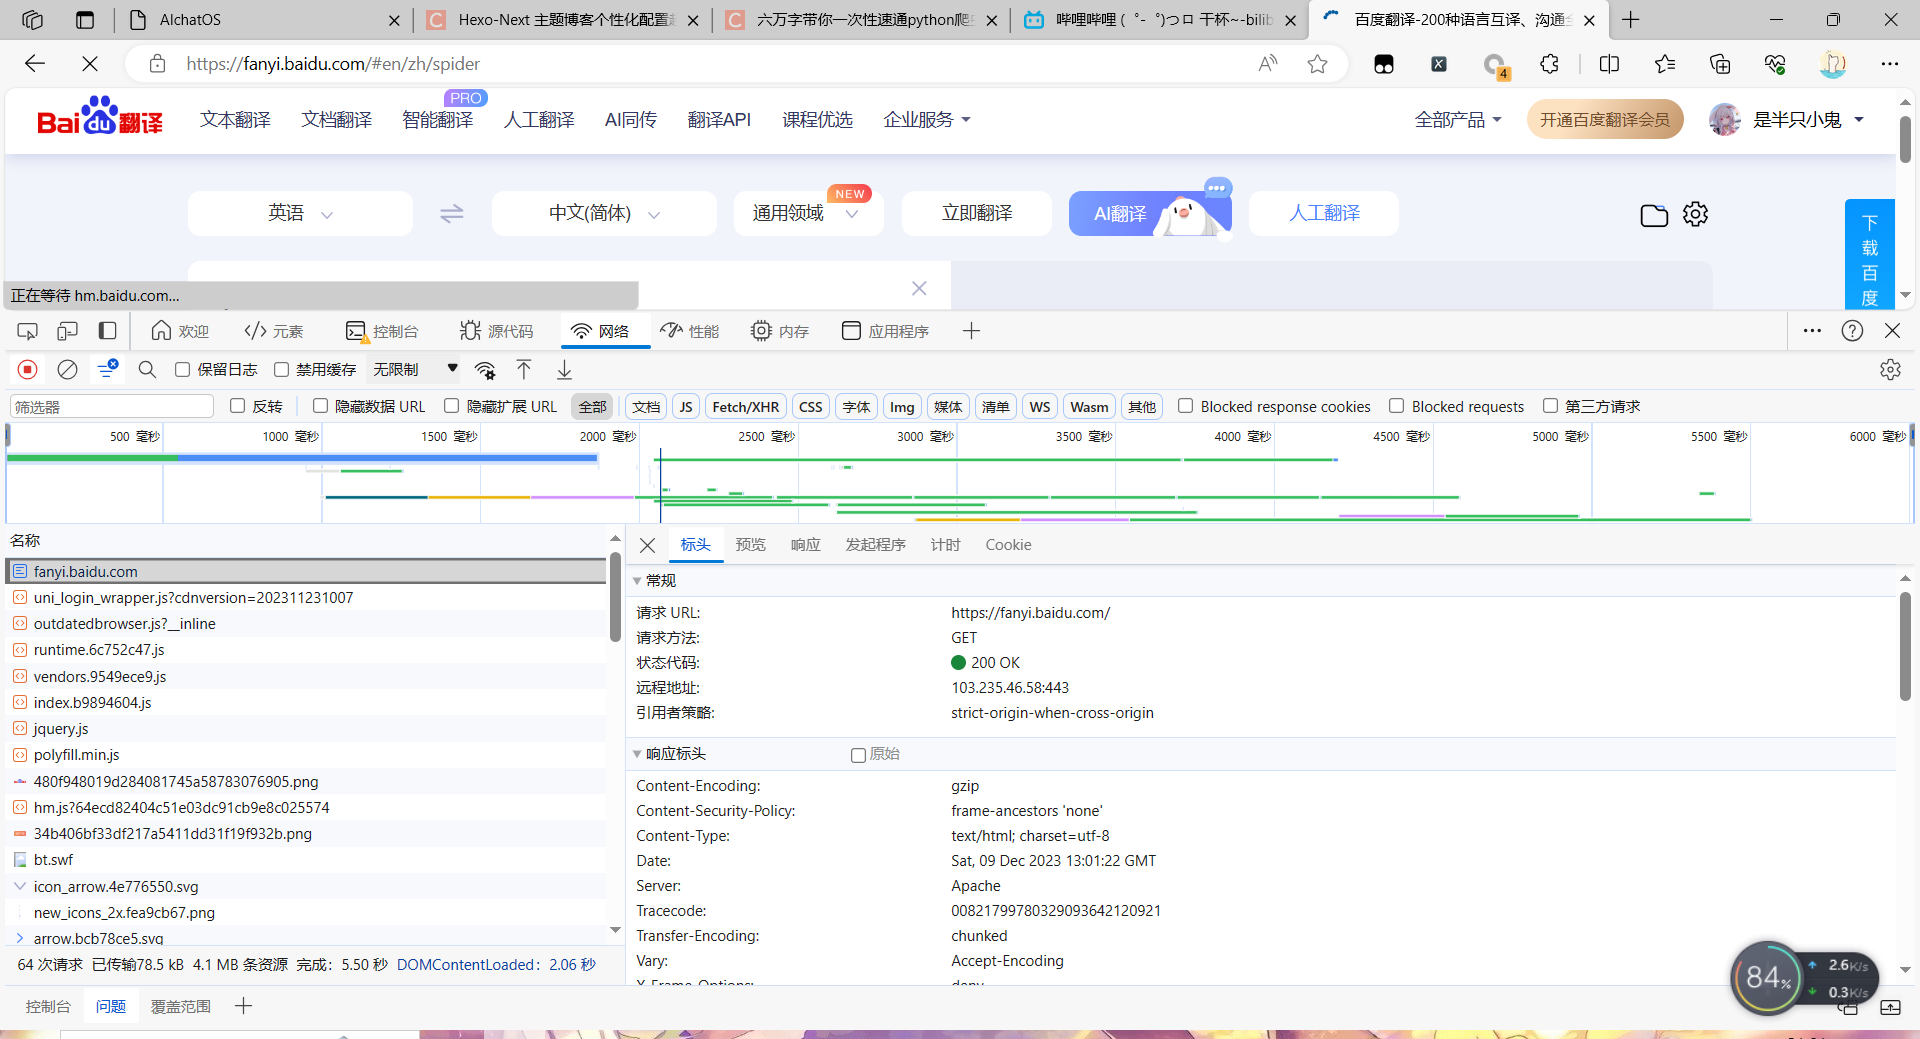 AIchatOS
Hexo-Next 主题博客个性化配置
六万字带你一次性速通python爬
哔哩哔哩 (゜-゜)つロ 干杯~-bilib
百度翻译-200种语言互译、沟通
https://fanyi.baidu.com/#en/zh/spider
4
Bai du 翻译
文本翻译
文档翻译
智能翻译
PRO
人工翻译
AI同传
翻译API
课程优选
企业服务
全部产品
开通百度翻译会员
是半只小鬼
英语
中文(简体)
通用领域
NEW
立即翻译
AI翻译
人工翻译
下载百度
正在等待 hm.baidu.com...
欢迎
元素
控制台
源代码
网络
性能
内存
应用程序
保留日志
禁用缓存
无限制
筛选器
反转
隐藏数据 URL
隐藏扩展 URL
全部
文档
JS
Fetch/XHR
CSS
字体
Img
媒体
清单
WS
Wasm
其他
Blocked response cookies
Blocked requests
第三方请求
500 毫秒
1000 毫秒
1500 毫秒
2000 毫秒
2500 毫秒
3000 毫秒
3500 毫秒
4000 毫秒
4500 毫秒
5000 毫秒
5500 毫秒
6000 毫秒
名称
fanyi.baidu.com
uni_login_wrapper.js?cdnversion=202311231007
outdatedbrowser.js?__inline
runtime.6c752c47.js
vendors.9549ece9.js
index.b9894604.js
jquery.js
polyfill.min.js
480f948019d284081745a58783076905.png
hm.js?64ecd82404c51e03dc91cb9e8c025574
34b406bf33df217a5411dd31f19f932b.png
bt.swf
icon_arrow.4e776550.svg
new_icons_2x.fea9cb67.png
arrow.bcb78ce5.svg
标头
预览
响应
发起程序
计时
Cookie
常规
请求 URL: https://fanyi.baidu.com/
请求方法: GET
状态代码: 200 OK
远程地址: 103.235.46.58:443
引用者策略: strict-origin-when-cross-origin
响应标头
原始
Content-Encoding: gzip
Content-Security-Policy: frame-ancestors 'none'
Content-Type: text/html; charset=utf-8
Date: Sat, 09 Dec 2023 13:01:22 GMT
Server: Apache
Tracecode: 00821799780329093642120921
Transfer-Encoding: chunked
Vary: Accept-Encoding
X-Frame-Options: deny
64 次请求 已传输78.5 kB 4.1 MB 条资源 完成: 5.50 秒 DOMContentLoaded: 2.06 秒
84%
2.6K/s
0.3K/s
控制台
问题
覆盖范围